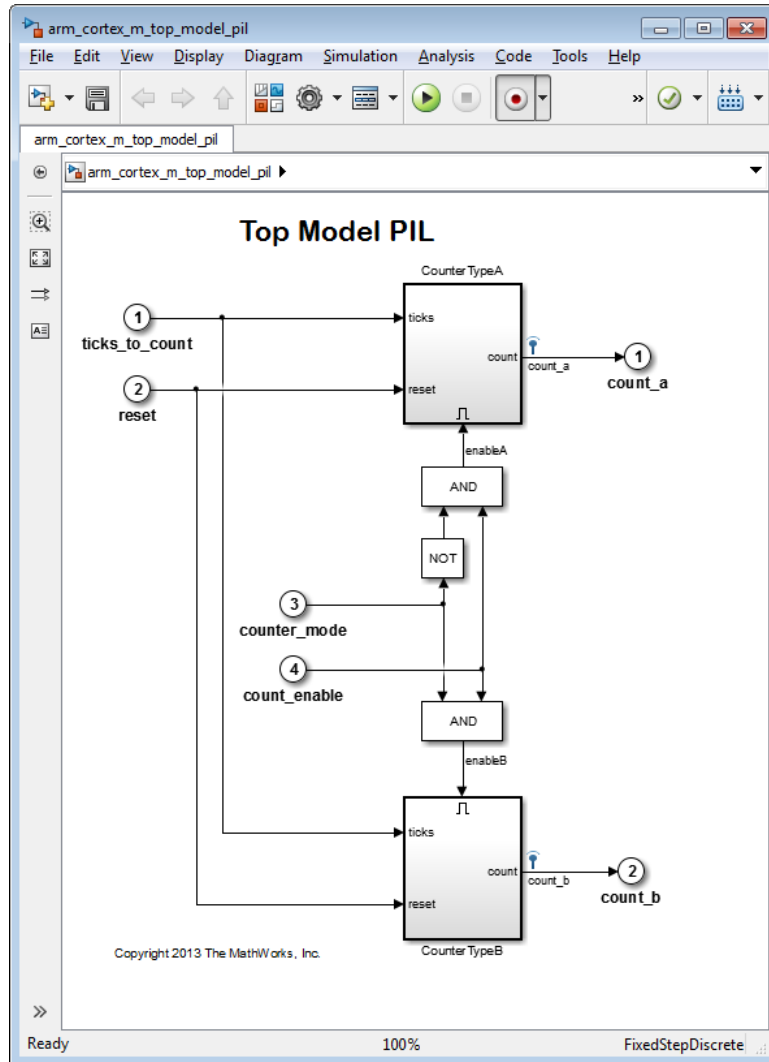 arm_cortex_m_top_model_pil
File Edit View Display Diagram Simulation Analysis Code Tools Help
arm_cortex_m_top_model_pil
arm_cortex_m_top_model_pil
Top Model PIL
CounterTypeA
1
ticks
ticks_to_count
count
1
count_a
count_a
2
reset
reset
enableA
AND
NOT
3
counter_mode
4
count_enable
AND
enableB
ticks
count
2
count_b
count_b
reset
Copyright 2013 The MathWorks, Inc.
CounterTypeB
Ready 100% FixedStepDiscrete